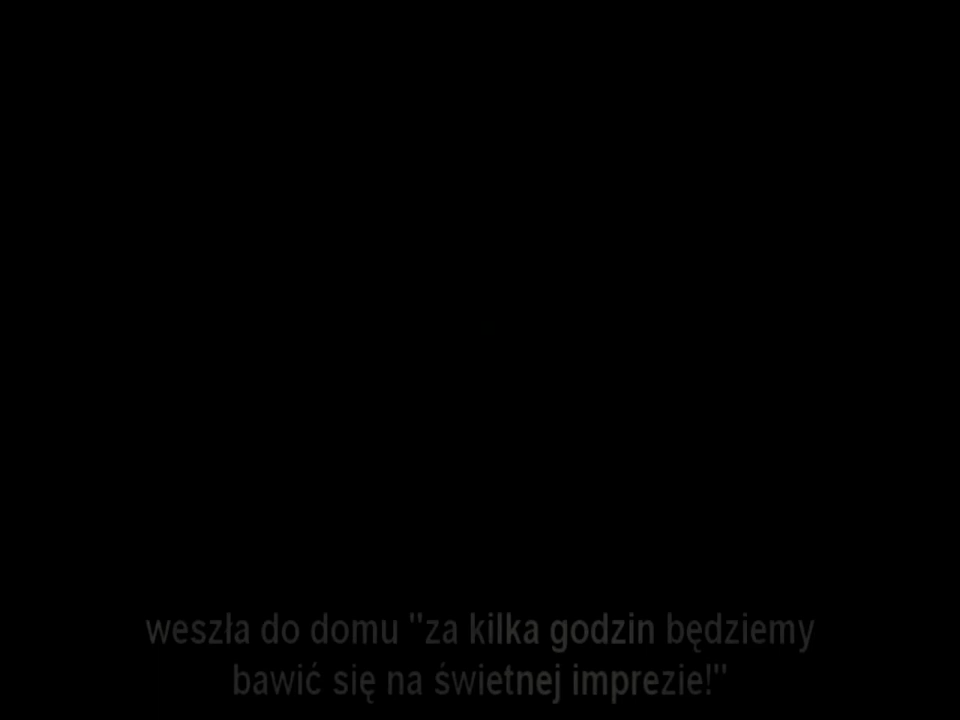 weszła do domu "za kilka godzin będziemy
bawić się na świetnej imprezie!"